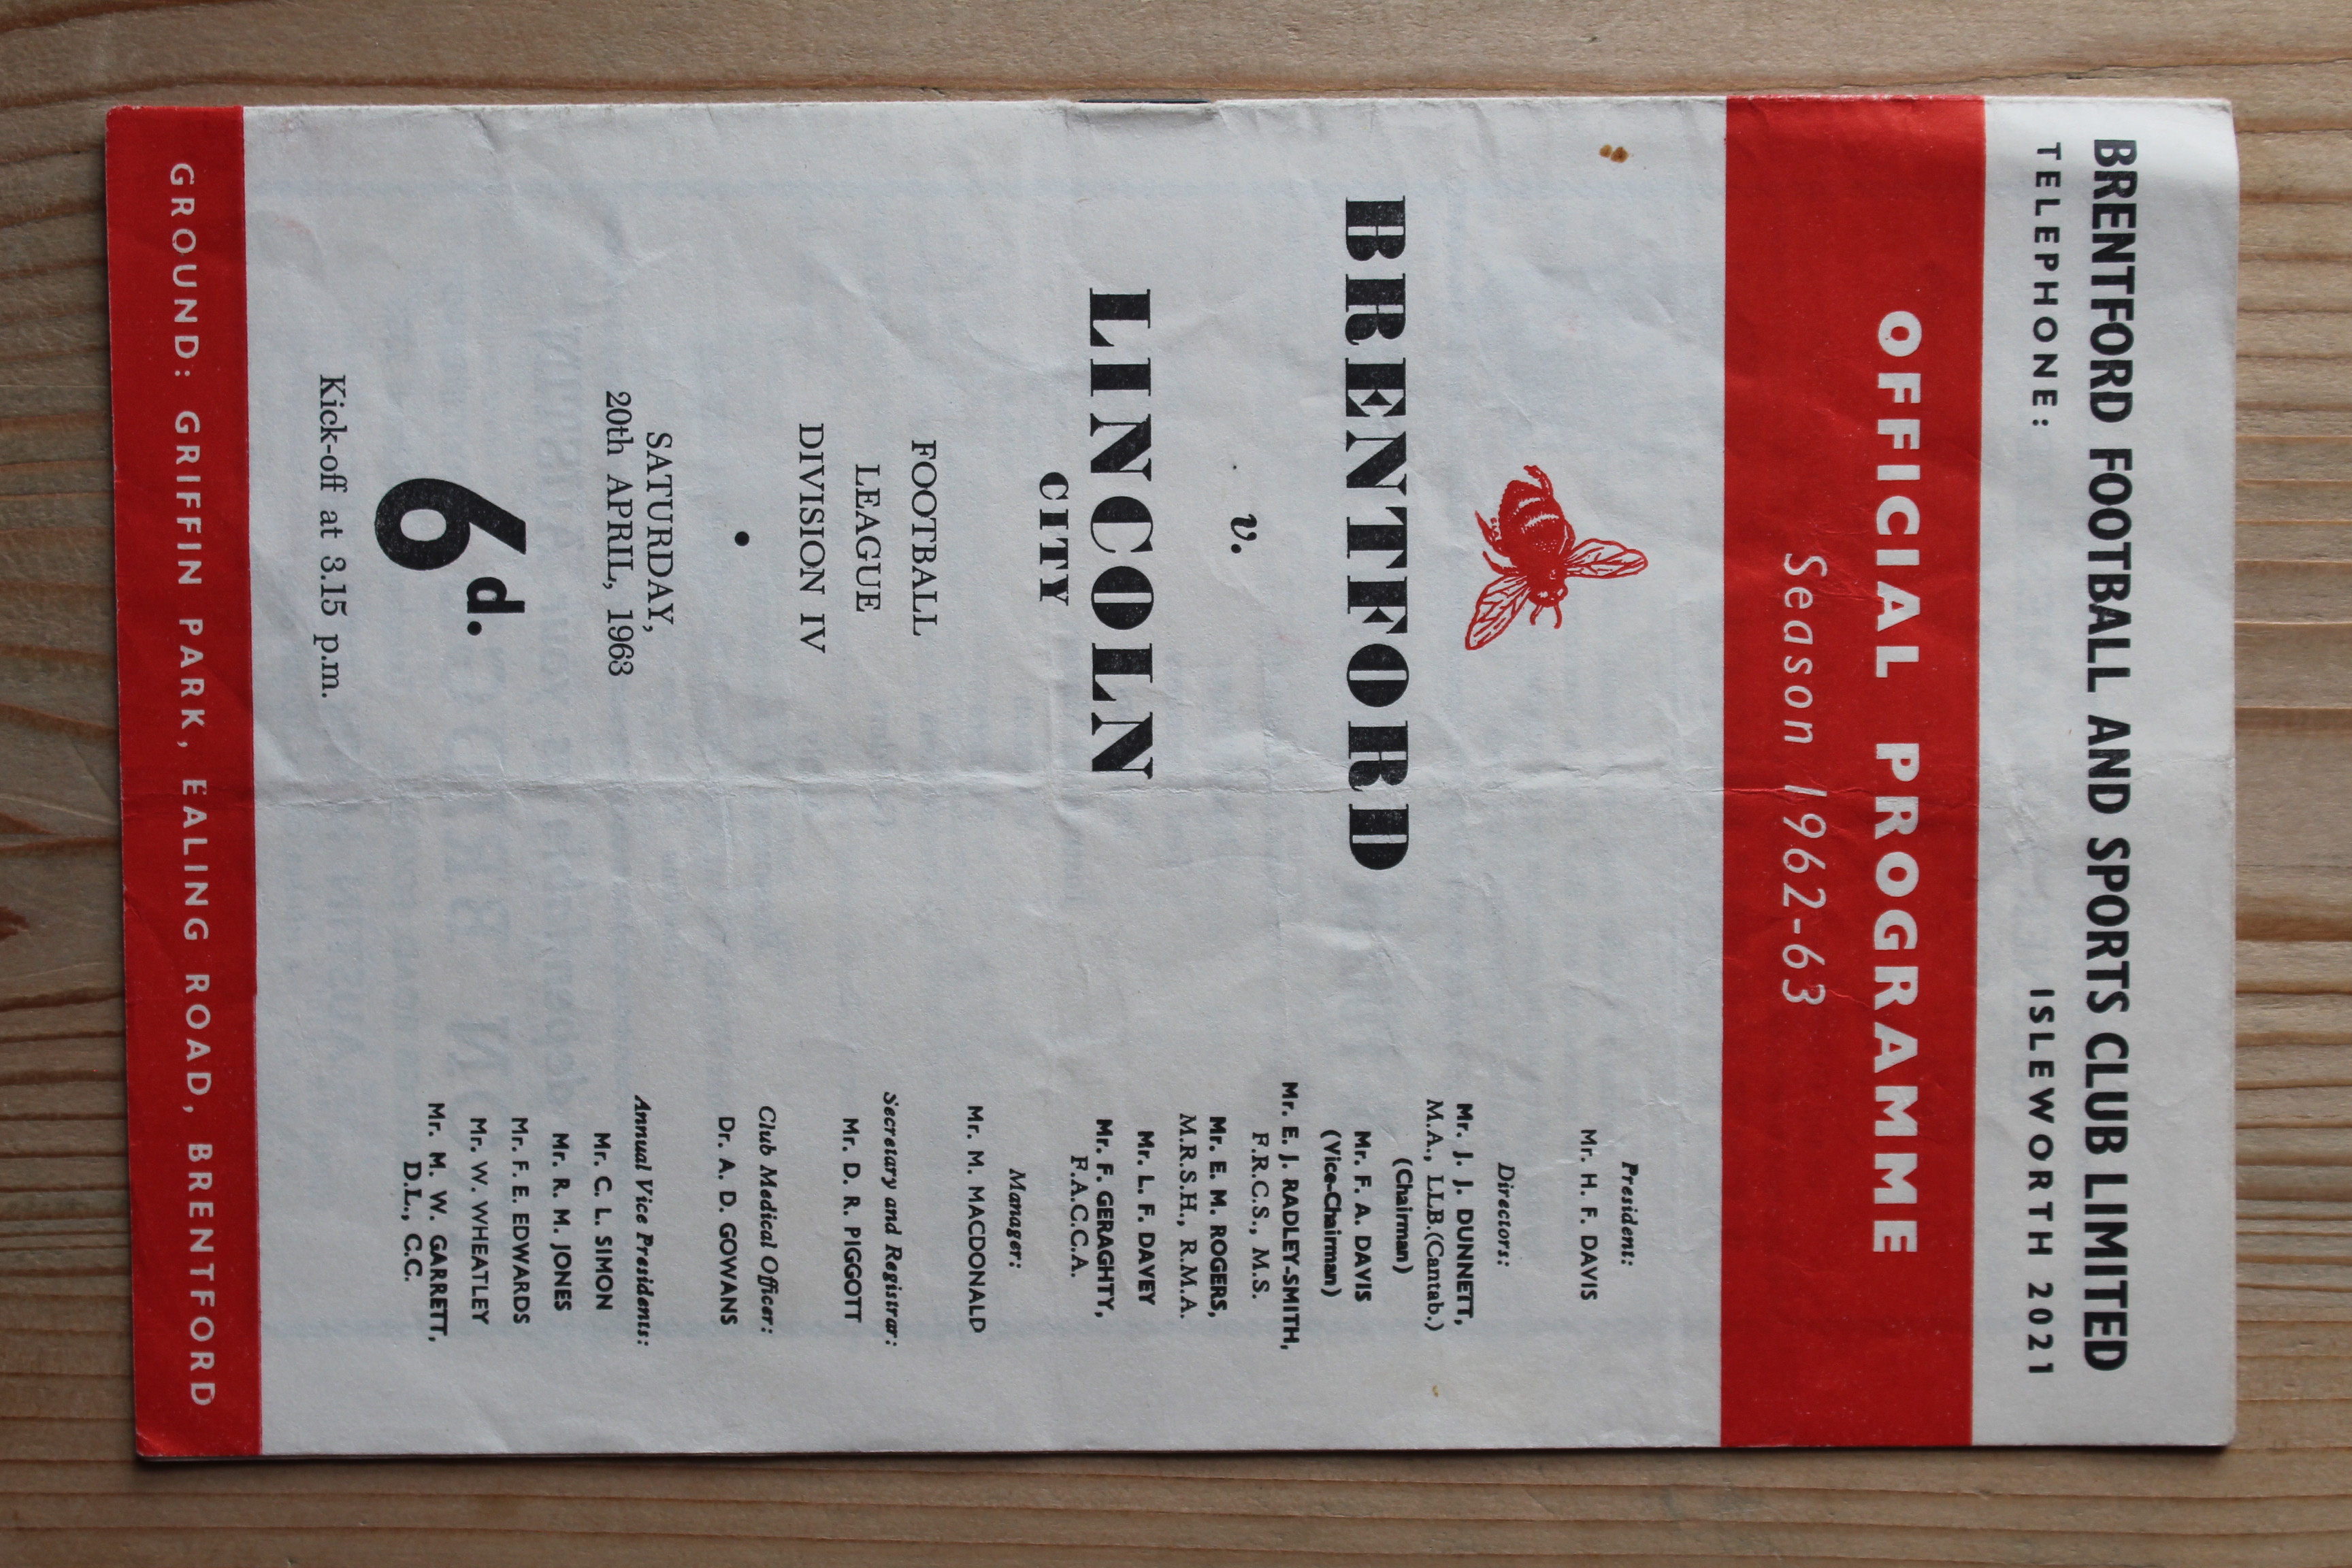 BRENTFORD FOOTBALL AND SPORTS CLUB LIMITED
TELEPHONE: ISLEWORTH 2021
OFFICIAL PROGRAMME
Season 1962-63
BRENTFORD
v.
LINCOLN
CITY
FOOTBALL
LEAGUE
DIVISION IV
•
SATURDAY,
20th APRIL, 1963
6d.
Kick-off at 3.15 p.m.
President:
Mr. H. F. DAVIS
Directors:
Mr. J. J. DUNNETT,
M.A., LLB.(Cantab.)
(Chairman)
Mr. F. A. DAVIS
(Vice-Chairman)
Mr. E. J. RADLEY-SMITH,
F.R.C.S., M.S.
Mr. E. M. ROGERS,
M.R.S.H., R.M.A.
Mr. L. F. DAVEY
Mr. F. GERAGHTY,
F.A.C.C.A.
Manager:
Mr. M. MACDONALD
Secretary and Registrar:
Mr. D. R. PIGGOTT
Club Medical Officer:
Dr. A. D. GOWANS
Annual Vice Presidents:
Mr. C. L. SIMON
Mr. R. M. JONES
Mr. F. E. EDWARDS
Mr. W. WHEATLEY
Mr. M. W. GARRETT,
D.L., C.C.
GROUND: GRIFFIN PARK, EALING ROAD, BRENTFORD